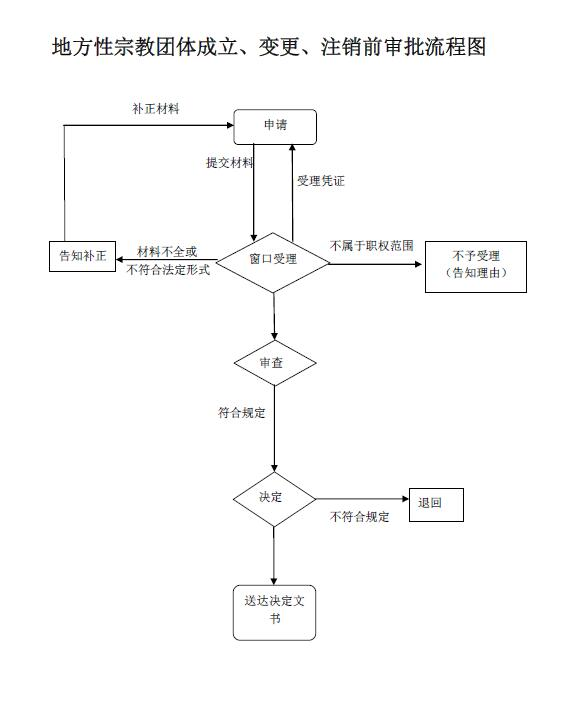 地方性宗教团体成立、变更、注销前审批流程图
补正材料
申请
提交材料
受理凭证
告知补正
材料不全或
不符合法定形式
窗口受理
不属于职权范围
不予受理
（告知理由）
审查
符合规定
决定
不符合规定
退回
送达决定文
书